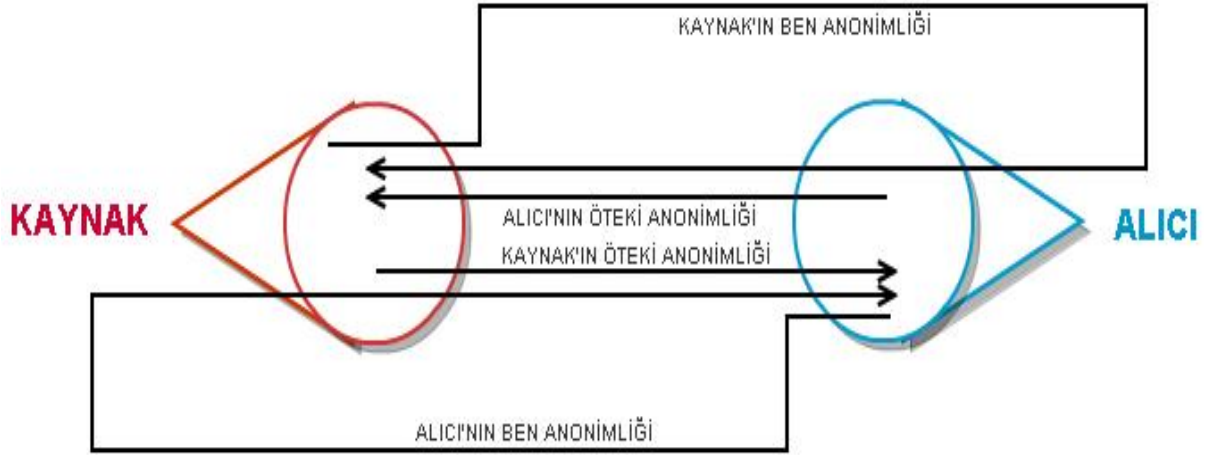 KAYNAK'IN BEN ANONİMLİĞİ
KAYNAK
ALICI'NIN ÖTEKİ ANONİMLİĞİ
ALICI
KAYNAK'IN ÖTEKİ ANONİMLİĞİ
ALICI'NIN BEN ANONİMLİĞİ